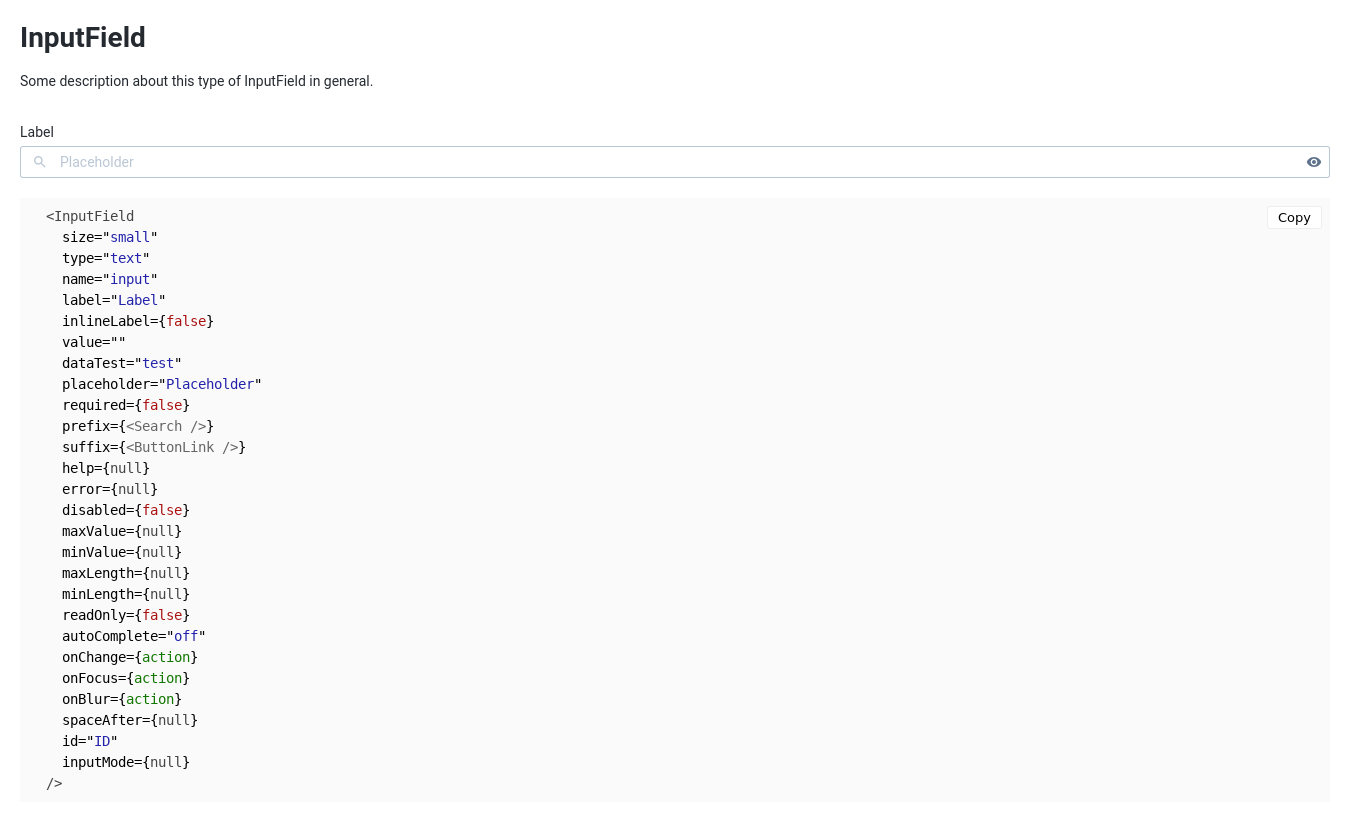 InputField
Some description about this type of InputField in general.
Label
Placeholder
<InputField
Copy
size="small"
type="text"
name="input"
label="Label"
inlineLabel={false}
value=""
dataTest="test"
placeholder="Placeholder"
required={false}
prefix={<Search />}
suffix={<ButtonLink />}
help={null}
error={null}
disabled={false}
maxValue={null}
minValue={null}
maxLength={null}
minLength={null}
readOnly={false}
autoComplete="off"
onChange={action}
onFocus={action}
onBlur={action}
spaceAfter={null}
id="ID"
inputMode={null}
/>